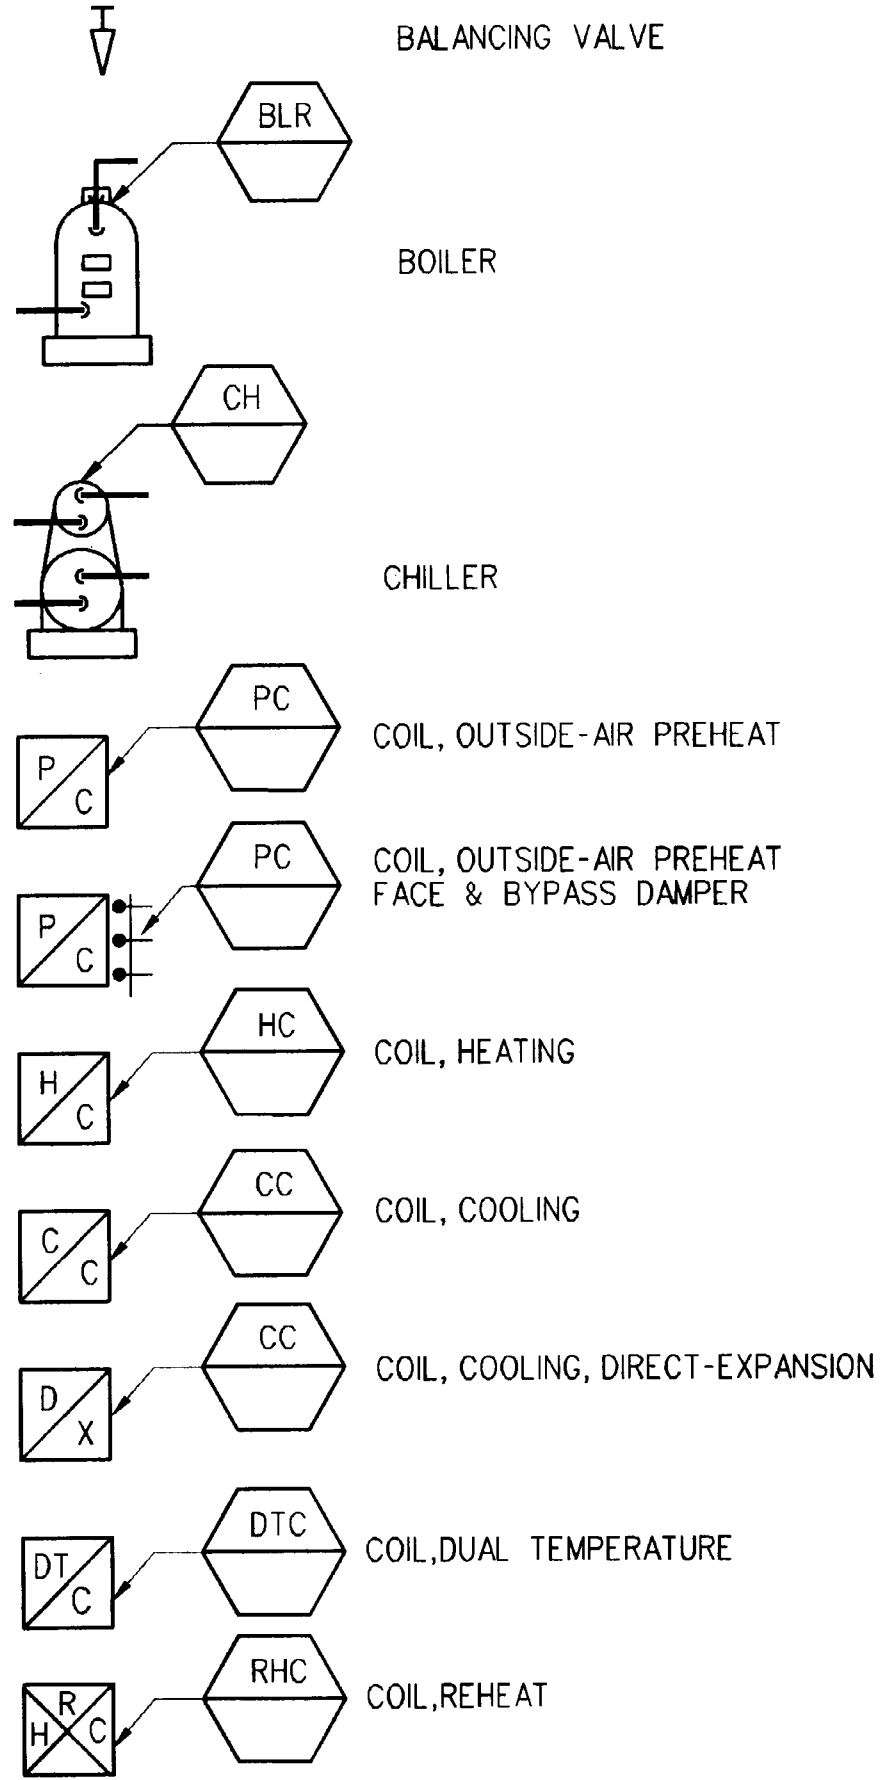 BALANCING VALVE
BLR
BOILER
CH
CHILLER
PC
COIL, OUTSIDE-AIR PREHEAT
P
C
PC
COIL, OUTSIDE-AIR PREHEAT
FACE & BYPASS DAMPER
P
C
HC
COIL, HEATING
H
C
CC
COIL, COOLING
C
C
CC
COIL, COOLING, DIRECT-EXPANSION
D
X
DTC
COIL,DUAL TEMPERATURE
DT
C
RHC
COIL,REHEAT
R
H C